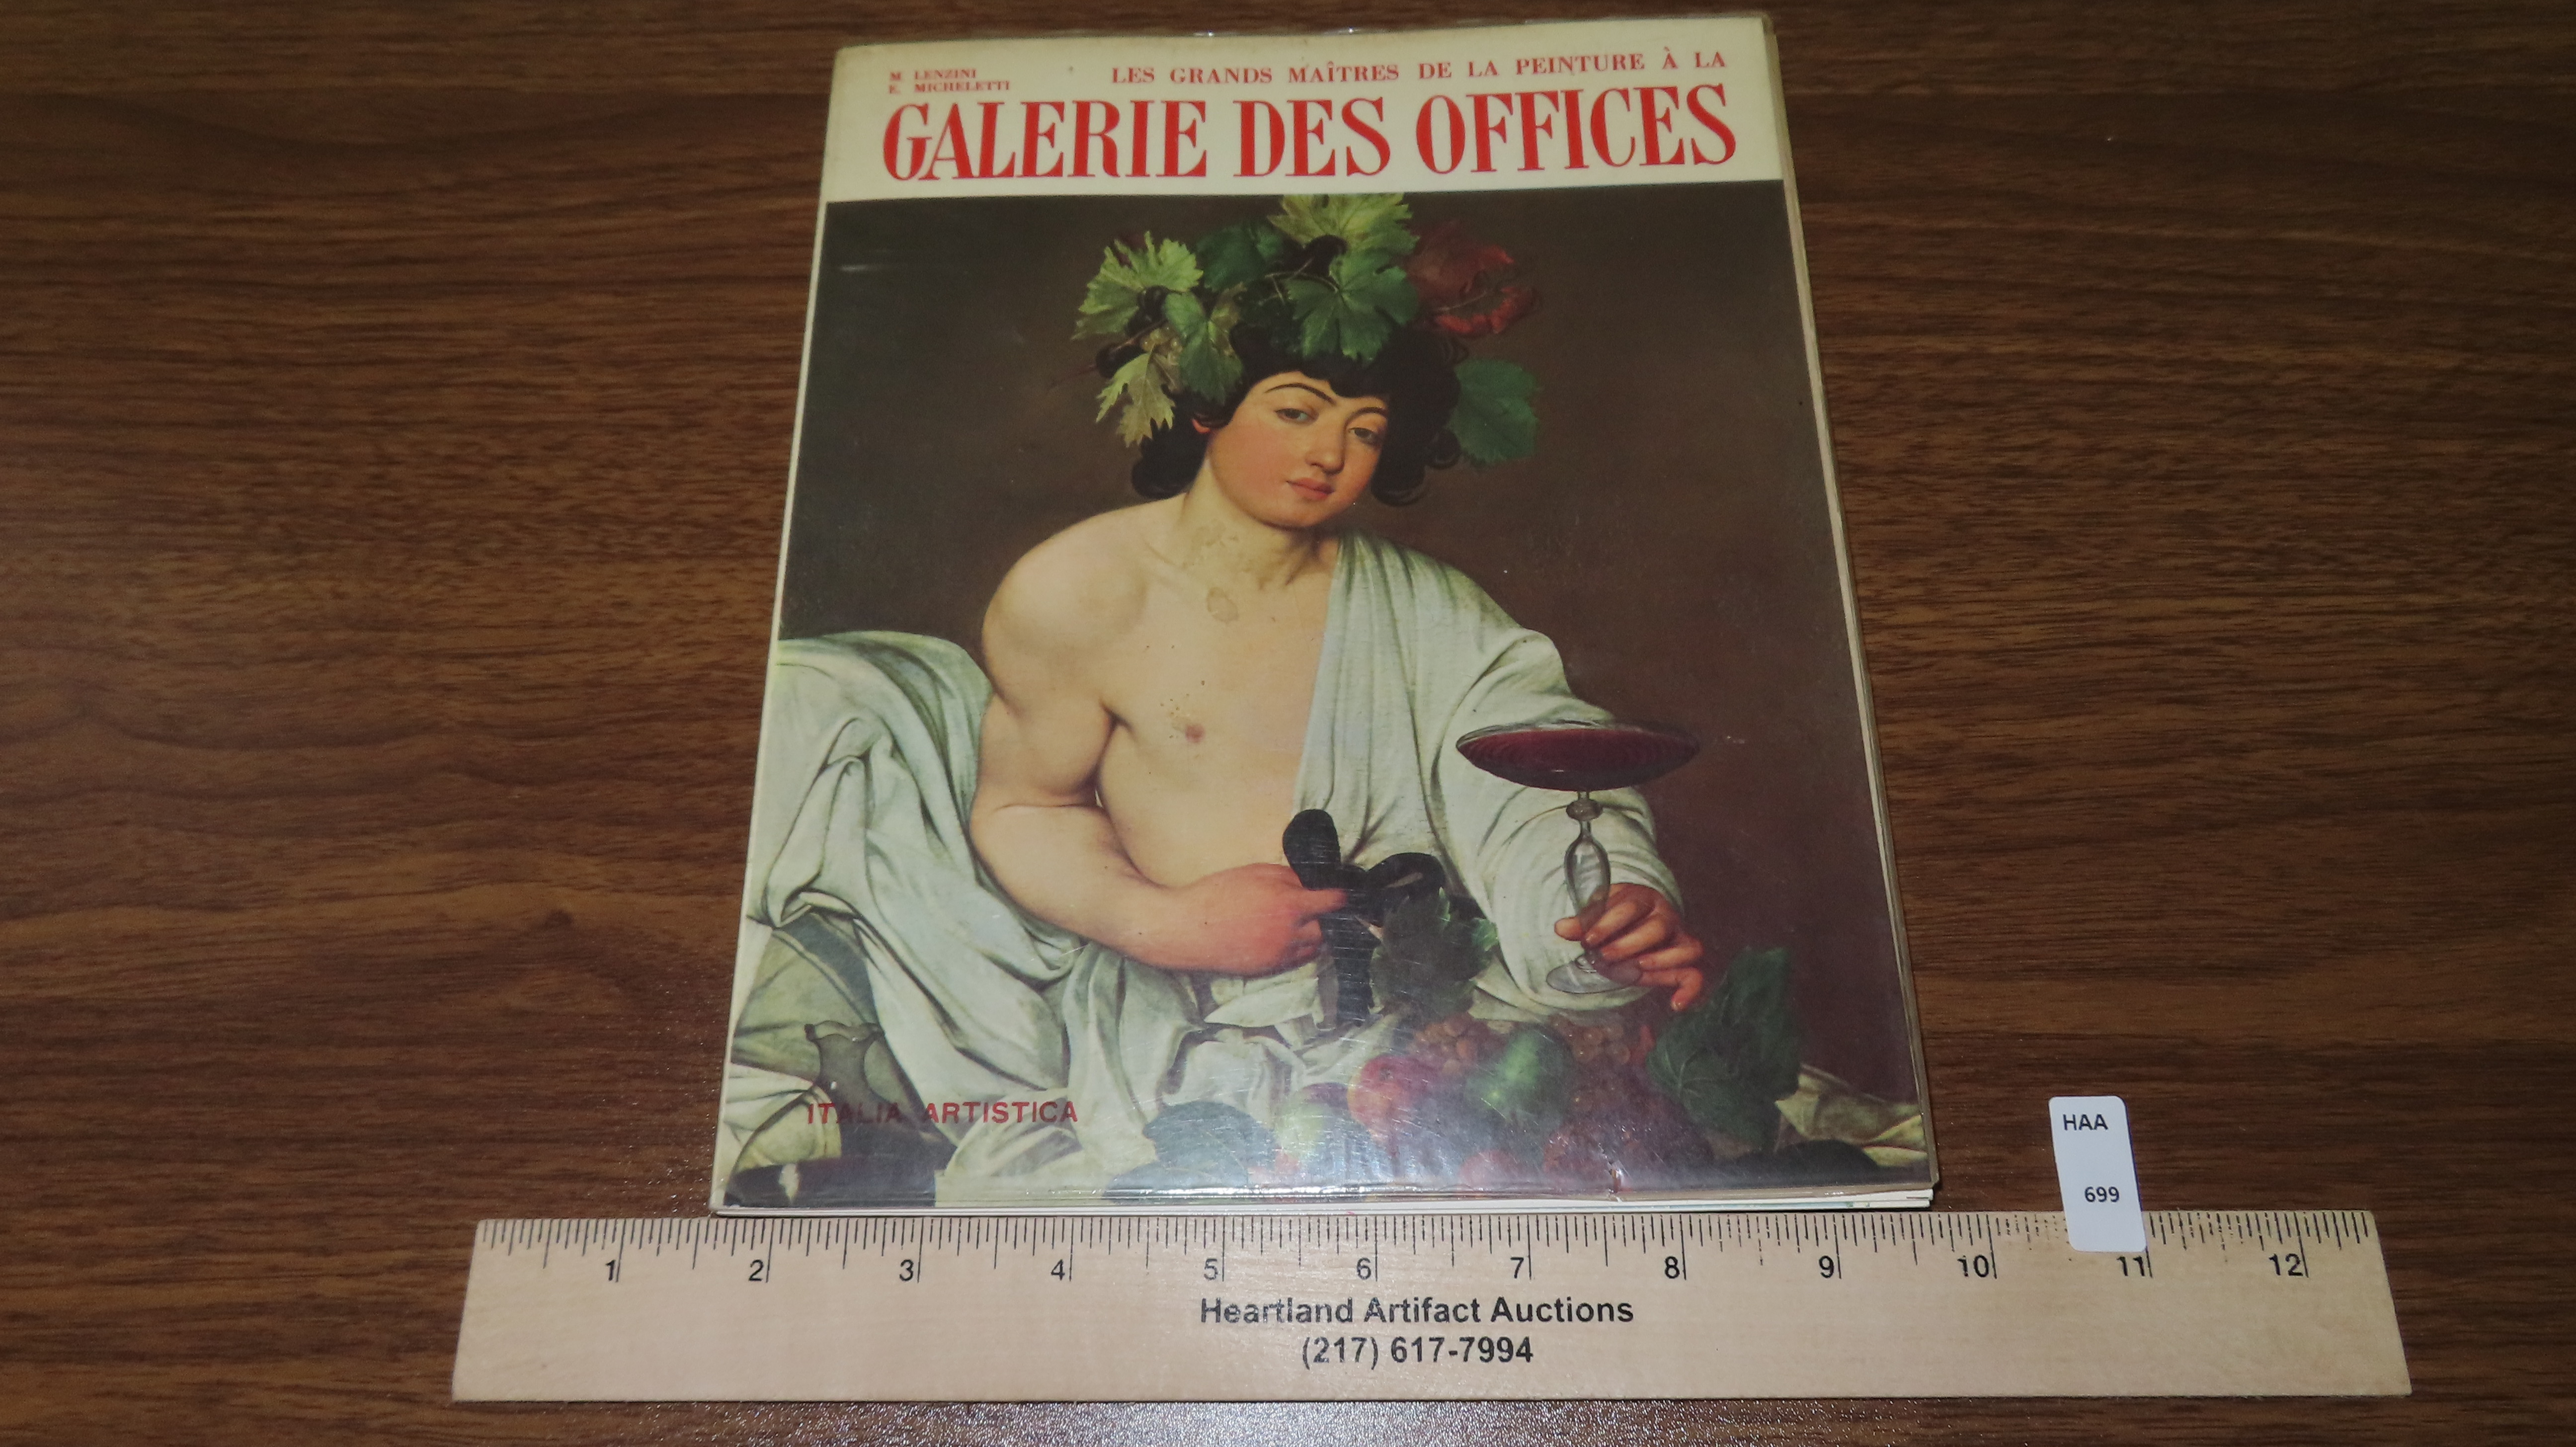 M. LENZINI
E. MICHELETTI
LES GRANDS MAÎTRES DE LA PEINTURE À LA
GALERIE DES OFFICES
ITALIA ARTISTICA
HAA
699
1 2 3 4 5 6 7 8 9 10 11 12
Heartland Artifact Auctions
(217) 617-7994